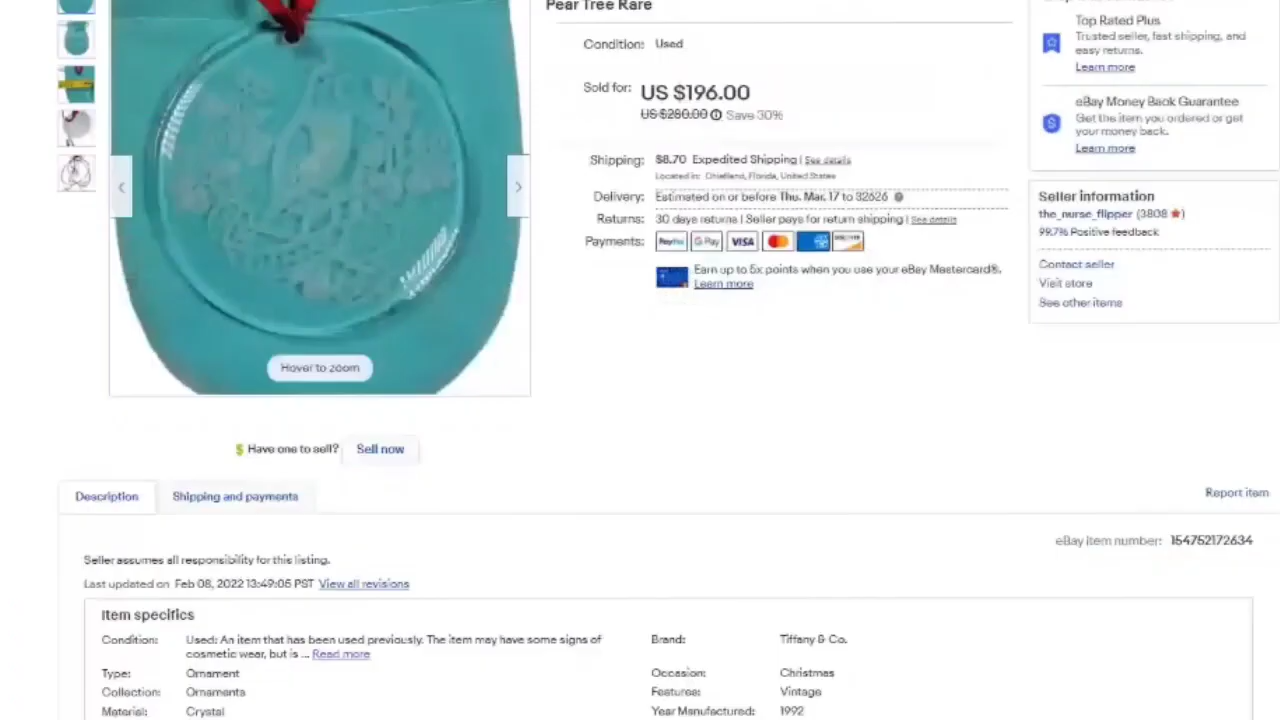 Pear Tree Rare
Condition: Used
Sold for: US $196.00
US $280.00 Save 30%
Shipping: $8.70 Expedited Shipping | See details
Located in: Chiefland, Florida, United States
Delivery: Estimated on or before Thu. Mar. 17 to 32626
Returns: 30 days returns | Seller pays for return shipping | See details
Payments: PayPal G Pay VISA
Earn up to 5x points when you use your eBay Mastercard®.
Learn more
Top Rated Plus
Trusted seller, fast shipping, and
easy returns.
Learn more
eBay Money Back Guarantee
Get the item you ordered or get
your money back.
Learn more
Seller information
the_nurse_flipper (3808)
99.7% Positive feedback
Contact seller
Visit store
See other items
Hover to zoom
$ Have one to sell? Sell now
Description Shipping and payments Report item
eBay item number: 154752172634
Seller assumes all responsibility for this listing.
Last updated on Feb 08, 2022 13:49:05 PST View all revisions
Item specifics
Condition: Used: An item that has been used previously. The item may have some signs of
cosmetic wear, but is ... Read more
Brand: Tiffany & Co.
Type: Ornament
Occasion: Christmas
Collection: Ornaments
Features: Vintage
Material: Crystal
Year Manufactured: 1992